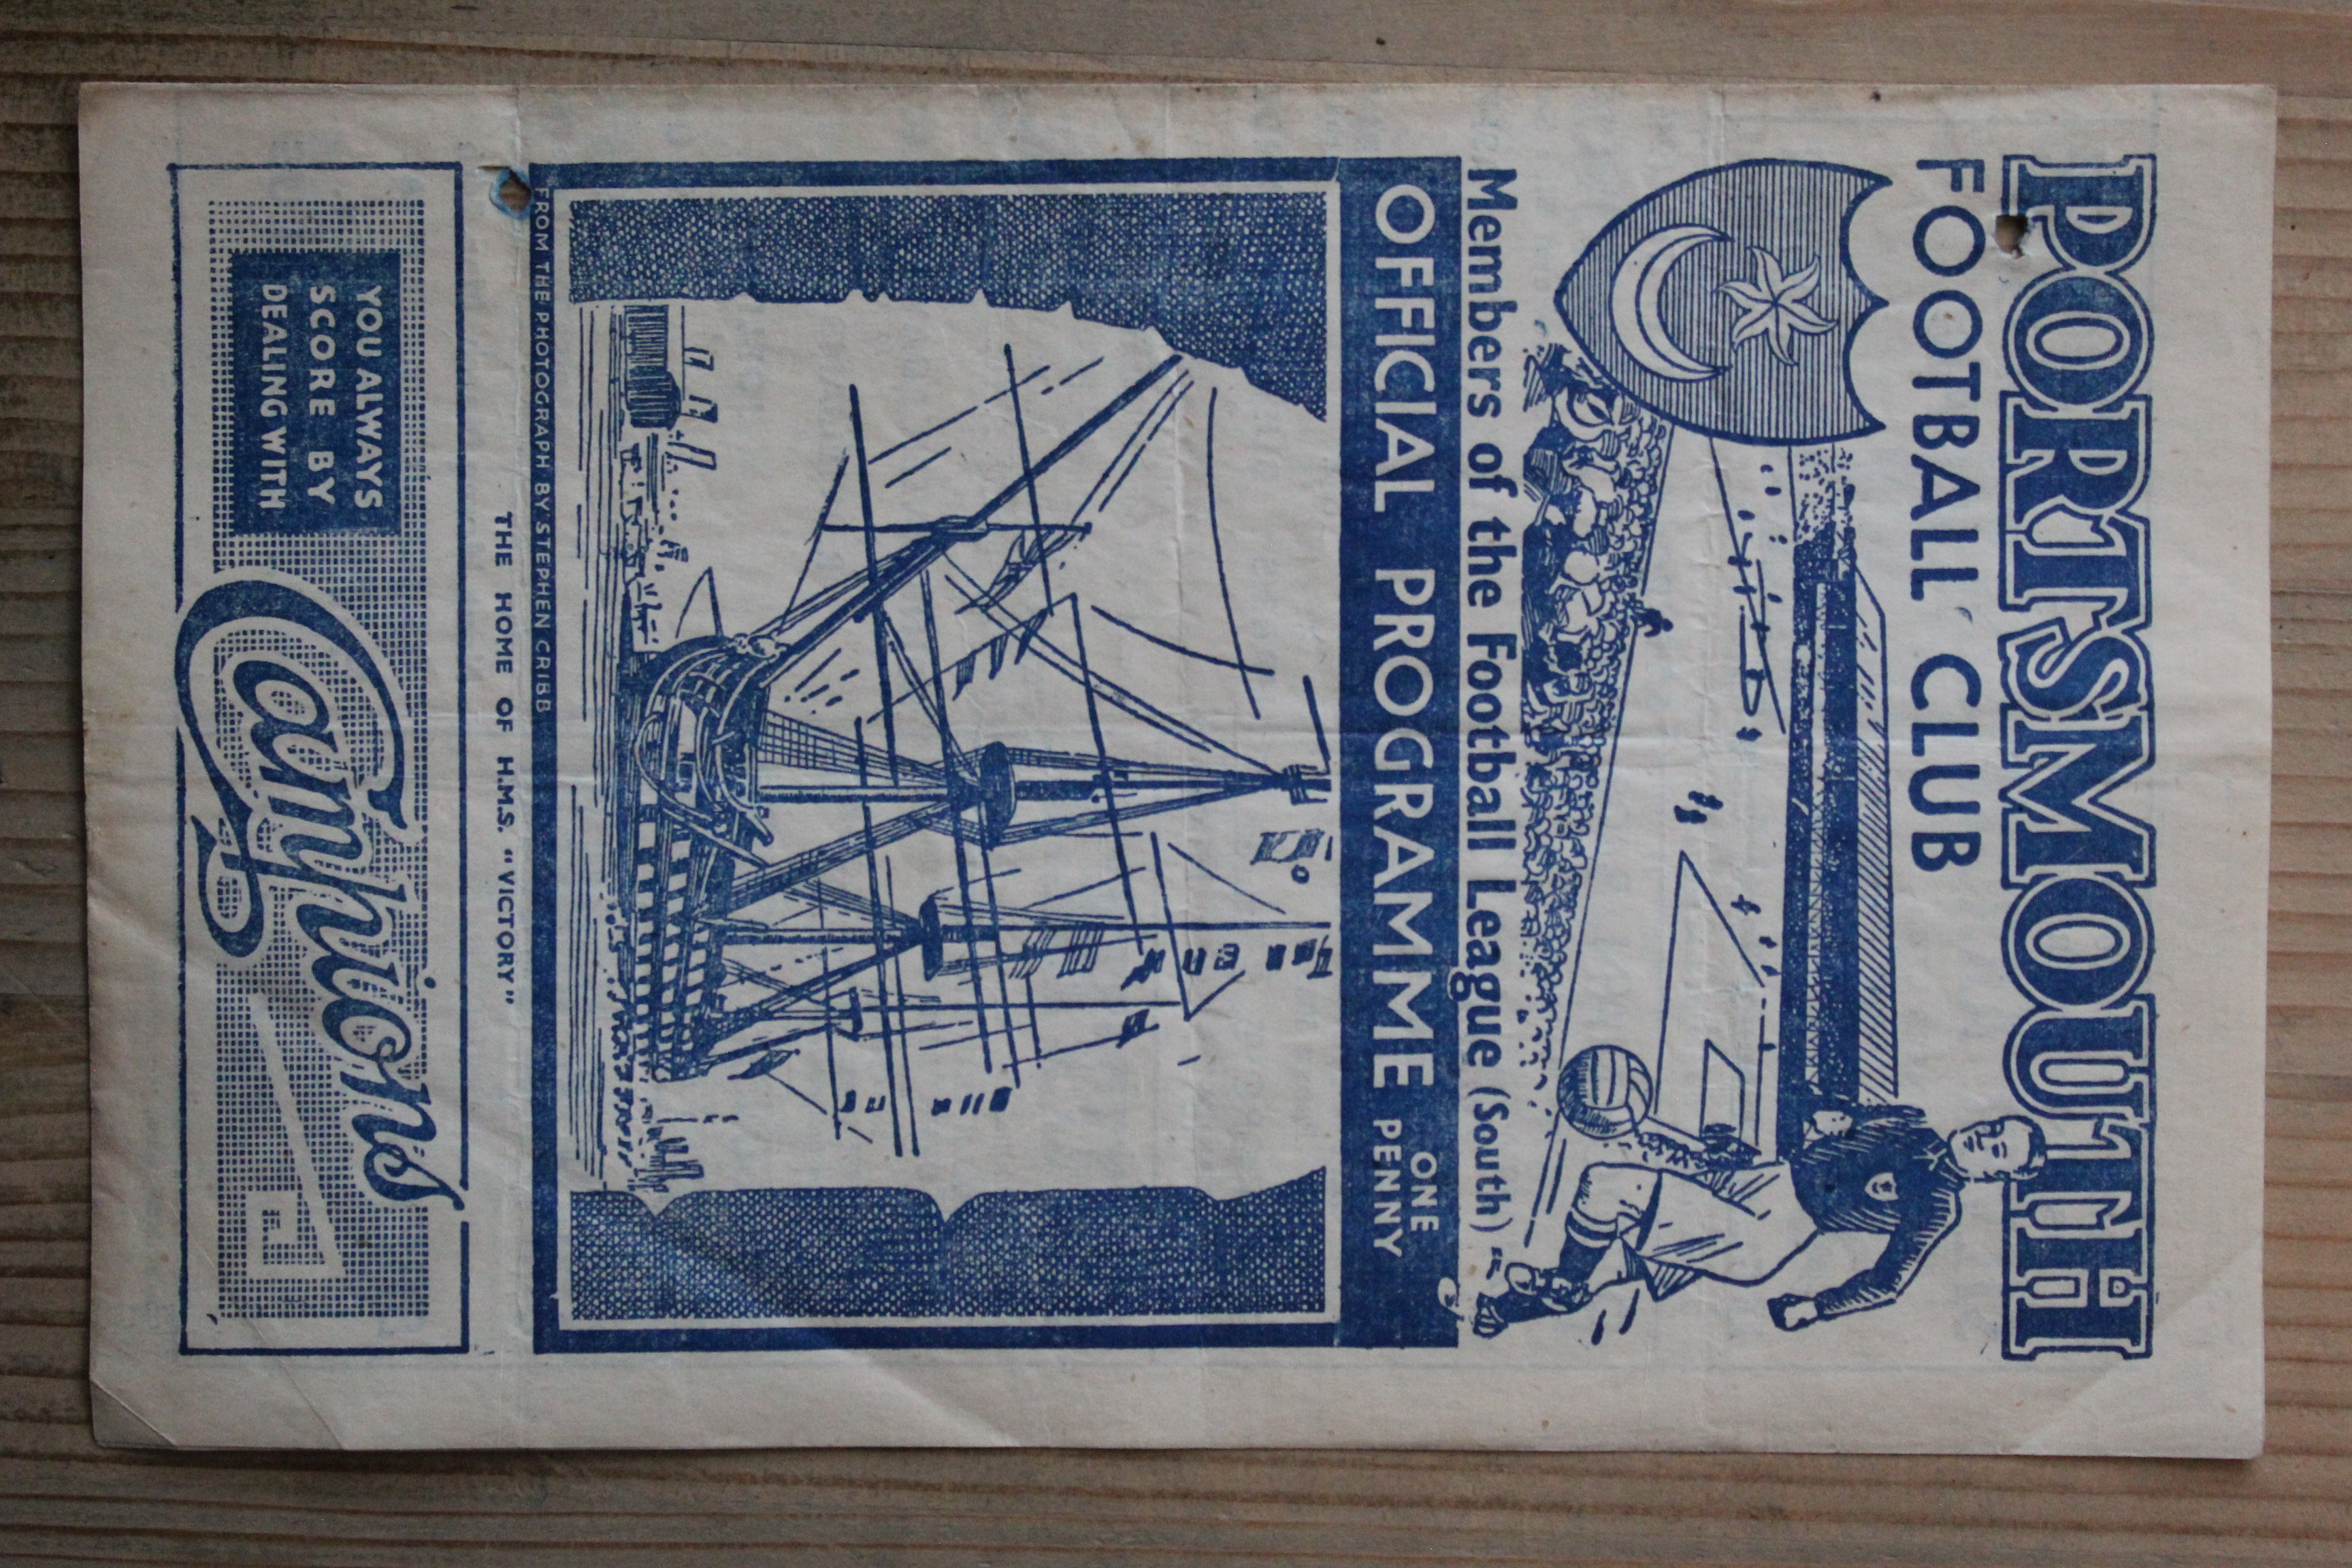 PORTSMOUTH
FOOTBALL CLUB
Members of the Football League (South)
OFFICIAL PROGRAMME ONE PENNY
FROM THE PHOTOGRAPH BY STEPHEN CRIBB
THE HOME OF H.M.S. "VICTORY"
YOU ALWAYS
SCORE BY
DEALING WITH
Camphions